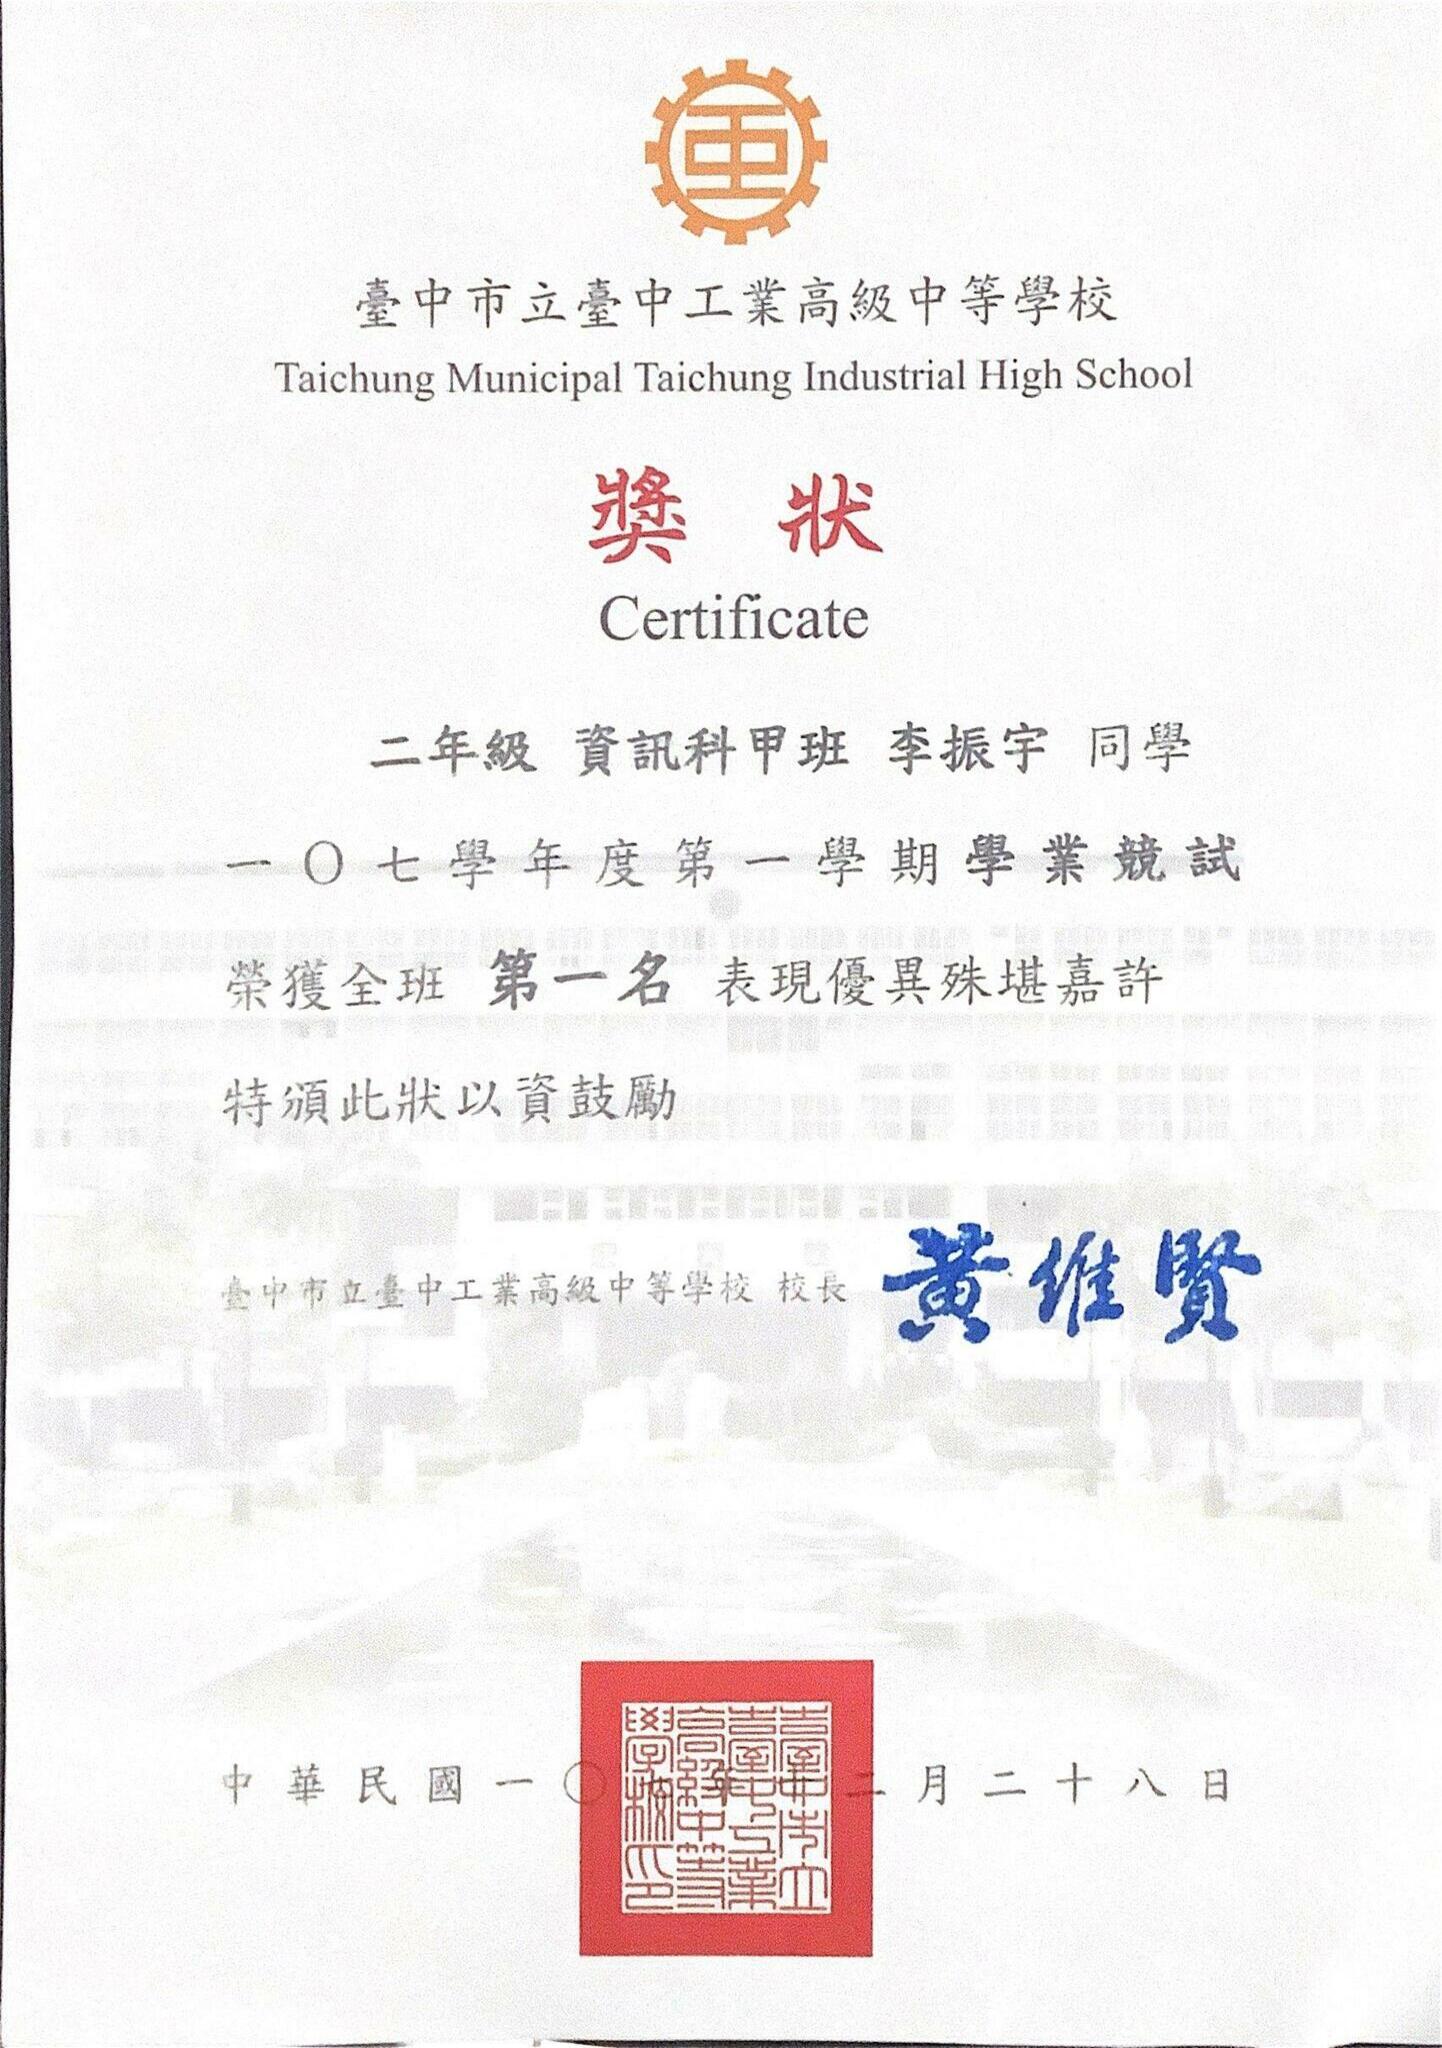 臺中市立臺中工業高級中等學校
Taichung Municipal Taichung Industrial High School
獎狀
Certificate
二年級 資訊科甲班 李振宇 同學
一〇七學年度第一學期學業競試
榮獲全班 第一名 表現優異殊堪嘉許
特頒此狀以資鼓勵
臺中市立臺中工業高級中等學校 校長 黃維賢
中華民國一〇七年十二月二十八日
臺中市立
臺中工業
高級中等
學校印